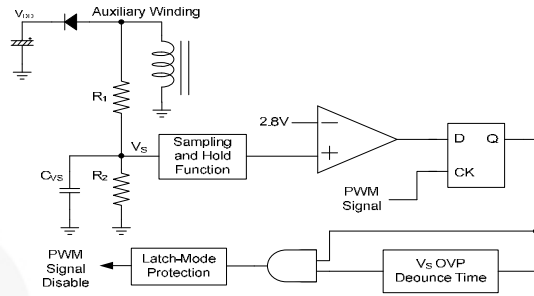 Auxiliary Winding
VDD
R1
2.8V
VS
Sampling
and Hold
Function
D Q
CK
CVS
R2
PWM
Signal
PWM
Signal
Disable
Latch-Mode
Protection
VS OVP
Deounce Time